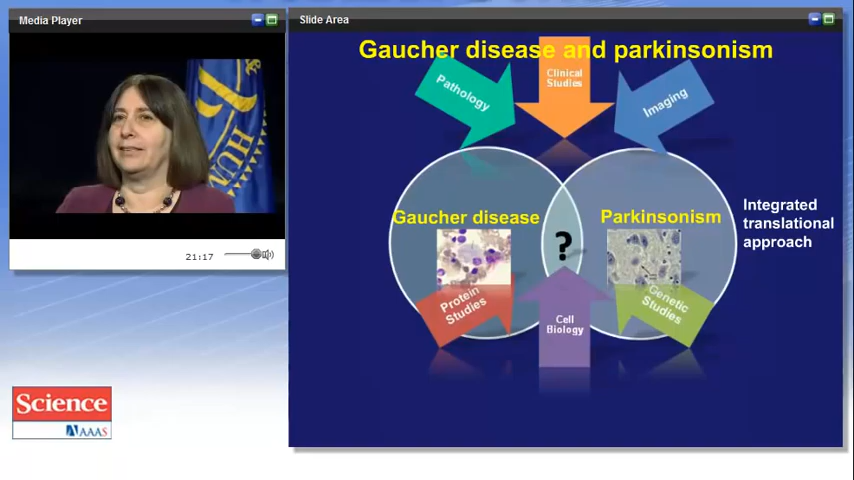 Media Player
HUM
21:17
Science
AAAS
Slide Area
Gaucher disease and parkinsonism
Pathology
Clinical
Studies
Imaging
Gaucher disease
Parkinsonism
Integrated
translational
approach
?
Protein
Studies
Cell
Biology
Genetic
Studies